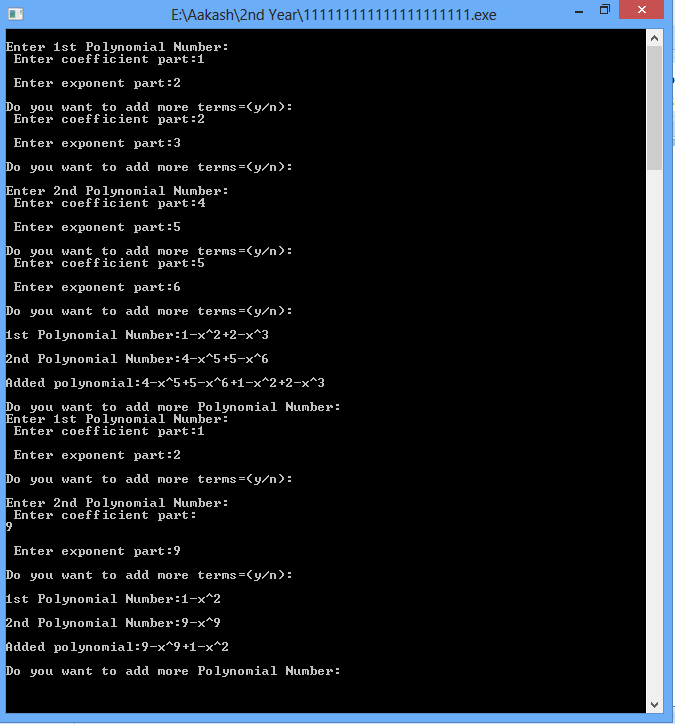 E:\Aakash\2nd Year\111111111111111111111.exe
Enter 1st Polynomial Number:
Enter coefficient part:1
Enter exponent part:2
Do you want to add more terms=(y/n):
Enter coefficient part:2
Enter exponent part:3
Do you want to add more terms=(y/n):
Enter 2nd Polynomial Number:
Enter coefficient part:4
Enter exponent part:5
Do you want to add more terms=(y/n):
Enter coefficient part:5
Enter exponent part:6
Do you want to add more terms=(y/n):
1st Polynomial Number:1-x^2+2-x^3
2nd Polynomial Number:4-x^5+5-x^6
Added polynomial:4-x^5+5-x^6+1-x^2+2-x^3
Do you want to add more Polynomial Number:
Enter 1st Polynomial Number:
Enter coefficient part:1
Enter exponent part:2
Do you want to add more terms=(y/n):
Enter 2nd Polynomial Number:
Enter coefficient part:
9
Enter exponent part:9
Do you want to add more terms=(y/n):
1st Polynomial Number:1-x^2
2nd Polynomial Number:9-x^9
Added polynomial:9-x^9+1-x^2
Do you want to add more Polynomial Number: